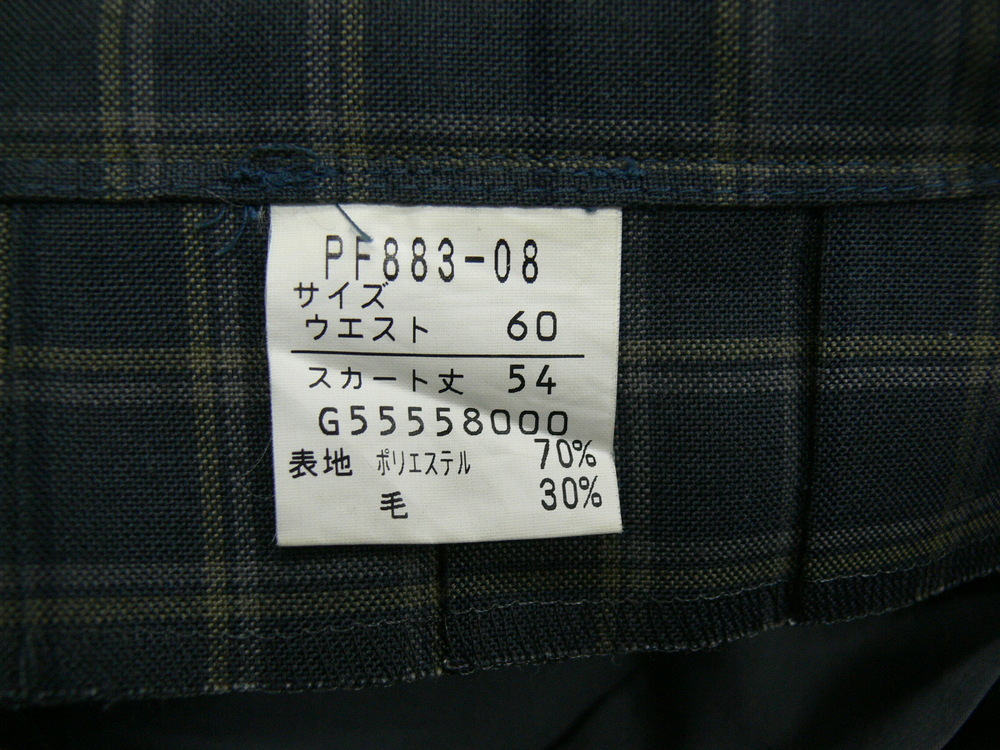 PF883-08
サイズ
ウエスト 60
スカート丈 54
G55558000
表地 ポリエステル 70%
毛 30%